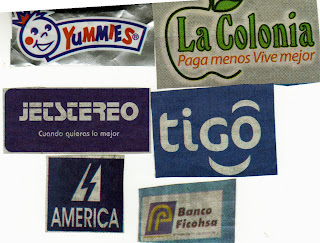 YUMMIES®
La Colonia
Paga menos Vive mejor
JETSTEREO
Cuando quieras lo mejor
tigo
AMERICA
Banco
Ficohsa